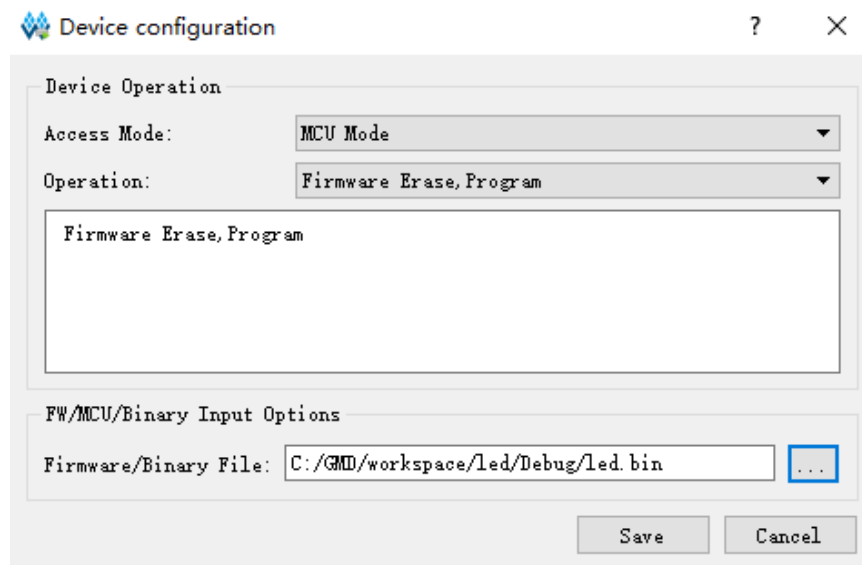 Device configuration ?
Device Operation
Access Mode: MCU Mode
Operation: Firmware Erase,Program
Firmware Erase,Program
FW/MCU/Binary Input Options
Firmware/Binary File: C:/GMD/workspace/led/Debug/led.bin ...
Save Cancel